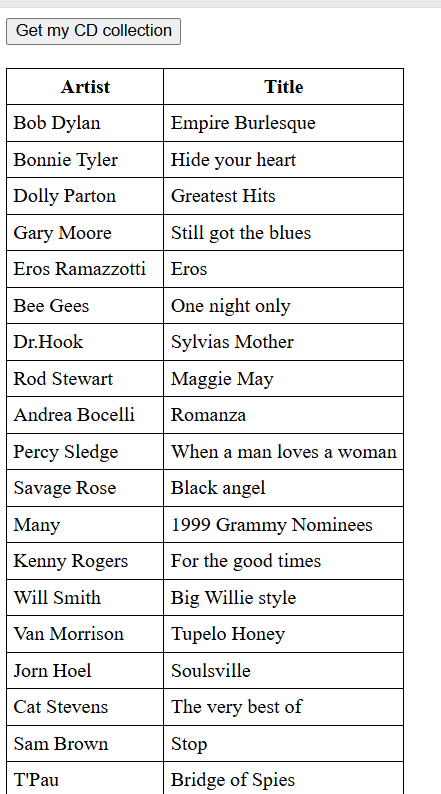 Get my CD collection
Artist Title
Bob Dylan Empire Burlesque
Bonnie Tyler Hide your heart
Dolly Parton Greatest Hits
Gary Moore Still got the blues
Eros Ramazzotti Eros
Bee Gees One night only
Dr.Hook Sylvias Mother
Rod Stewart Maggie May
Andrea Bocelli Romanza
Percy Sledge When a man loves a woman
Savage Rose Black angel
Many 1999 Grammy Nominees
Kenny Rogers For the good times
Will Smith Big Willie style
Van Morrison Tupelo Honey
Jorn Hoel Soulsville
Cat Stevens The very best of
Sam Brown Stop
T'Pau Bridge of Spies